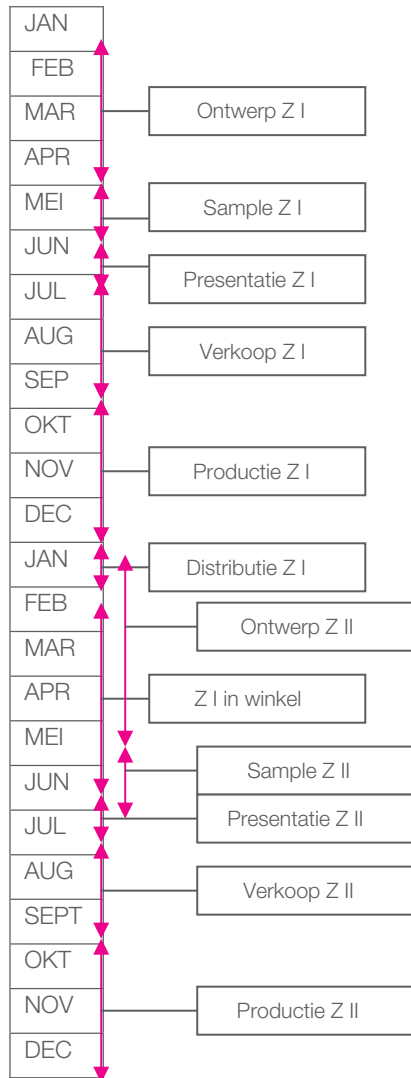 JAN
FEB
MAR
Ontwerp Z I
APR
MEI
Sample Z I
JUN
Presentatie Z I
JUL
AUG
Verkoop Z I
SEP
OKT
NOV
Productie Z I
DEC
JAN
Distributie Z I
FEB
Ontwerp Z II
MAR
APR
Z I in winkel
MEI
Sample Z II
JUN
Presentatie Z II
JUL
AUG
Verkoop Z II
SEPT
OKT
NOV
Productie Z II
DEC